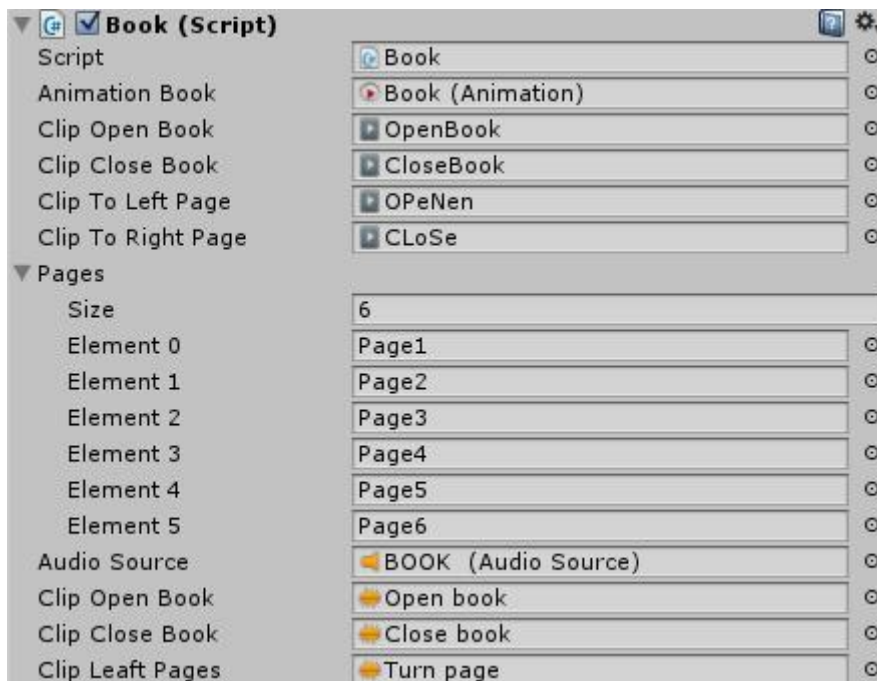 Book (Script)
Script Book
Animation Book Book (Animation)
Clip Open Book OpenBook
Clip Close Book CloseBook
Clip To Left Page OPeNen
Clip To Right Page CLoSe
Pages
Size 6
Element 0 Page1
Element 1 Page2
Element 2 Page3
Element 3 Page4
Element 4 Page5
Element 5 Page6
Audio Source BOOK (Audio Source)
Clip Open Book Open book
Clip Close Book Close book
Clip Leaft Pages Turn page